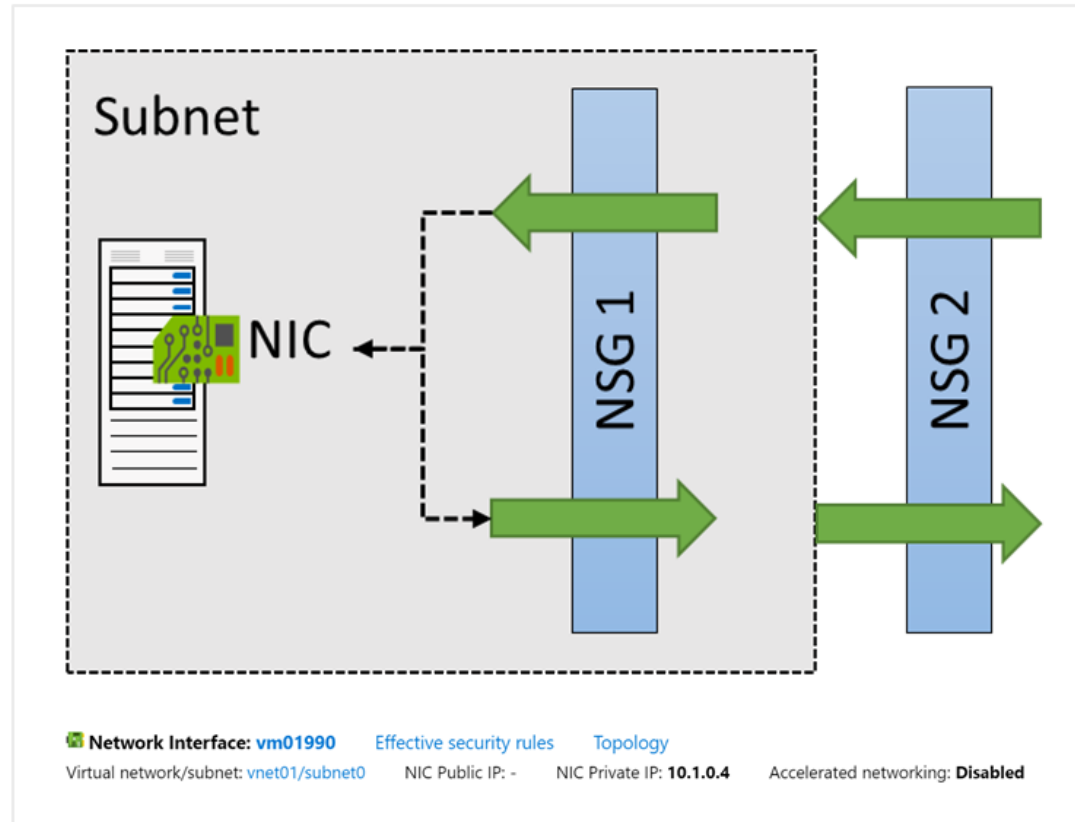 Subnet
NIC
NSG 1
NSG 2
Network Interface: vm01990 Effective security rules Topology
Virtual network/subnet: vnet01/subnet0 NIC Public IP: - NIC Private IP: 10.1.0.4 Accelerated networking: Disabled